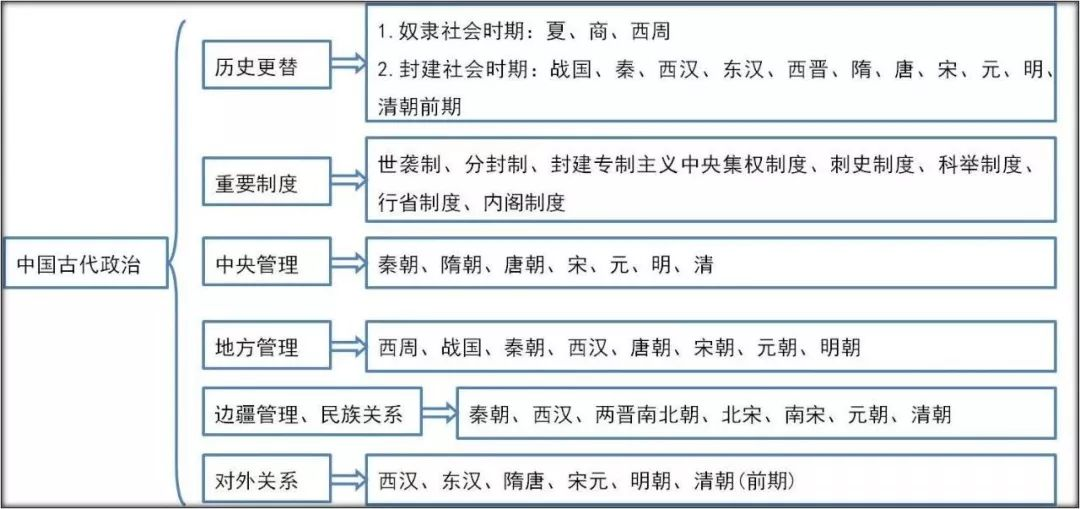 中国古代政治
历史更替
1.奴隶社会时期：夏、商、西周
2.封建社会时期：战国、秦、西汉、东汉、西晋、隋、唐、宋、元、明、
清朝前期
重要制度
世袭制、分封制、封建专制主义中央集权制度、刺史制度、科举制度、
行省制度、内阁制度
中央管理
秦朝、隋朝、唐朝、宋、元、明、清
地方管理
西周、战国、秦朝、西汉、唐朝、宋朝、元朝、明朝
边疆管理、民族关系
秦朝、西汉、两晋南北朝、北宋、南宋、元朝、清朝
对外关系
西汉、东汉、隋唐、宋元、明朝、清朝(前期)